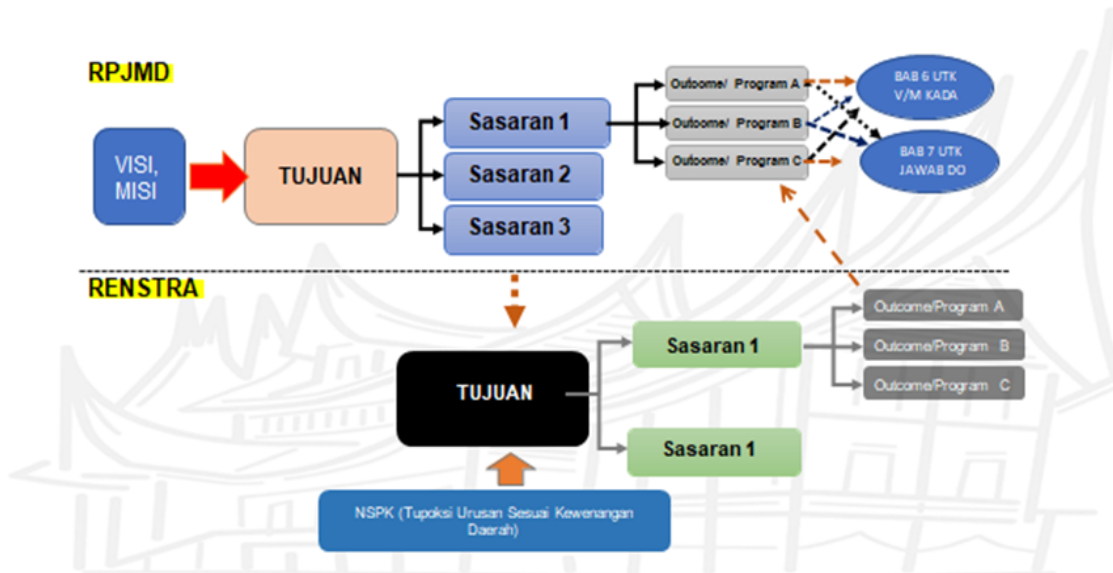 RPJMD
VISI,
MISI
TUJUAN
Sasaran 1
Sasaran 2
Sasaran 3
Outcome/ Program A
Outcome/ Program B
Outcome/ Program C
BAB 6 UTK
V/M KADA
BAB 7 UTK
JAWAB DO
RENSTRA
TUJUAN
Sasaran 1
Sasaran 1
Outcome/Program A
Outcome/Program B
Outcome/Program C
NSPK (Tupoksi Urusan Sesuai Kewenangan
Daerah)